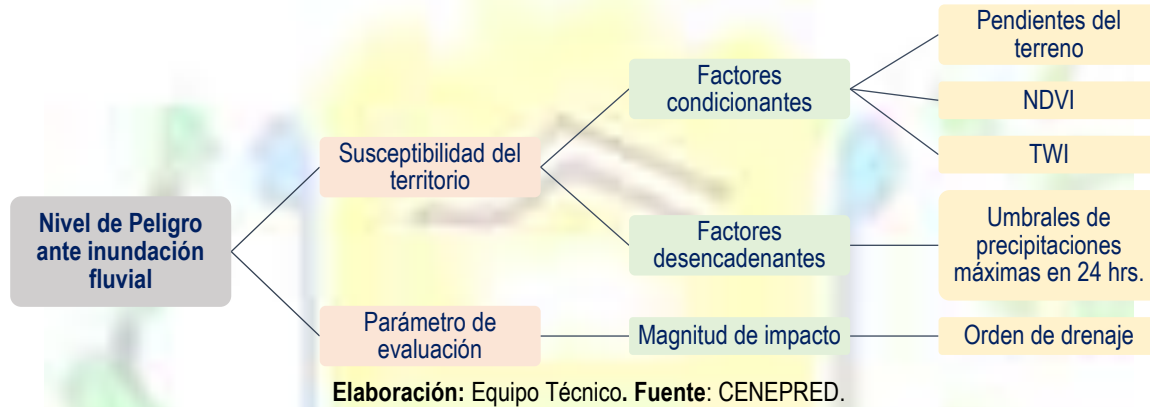 Pendientes del
terreno
Factores
condicionantes
NDVI
TWI
Susceptibilidad del
territorio
Nivel de Peligro
ante inundación
fluvial
Factores
desencadenantes
Umbrales de
precipitaciones
máximas en 24 hrs.
Parámetro de
evaluación
Magnitud de impacto
Orden de drenaje
Elaboración: Equipo Técnico. Fuente: CENEPRED.